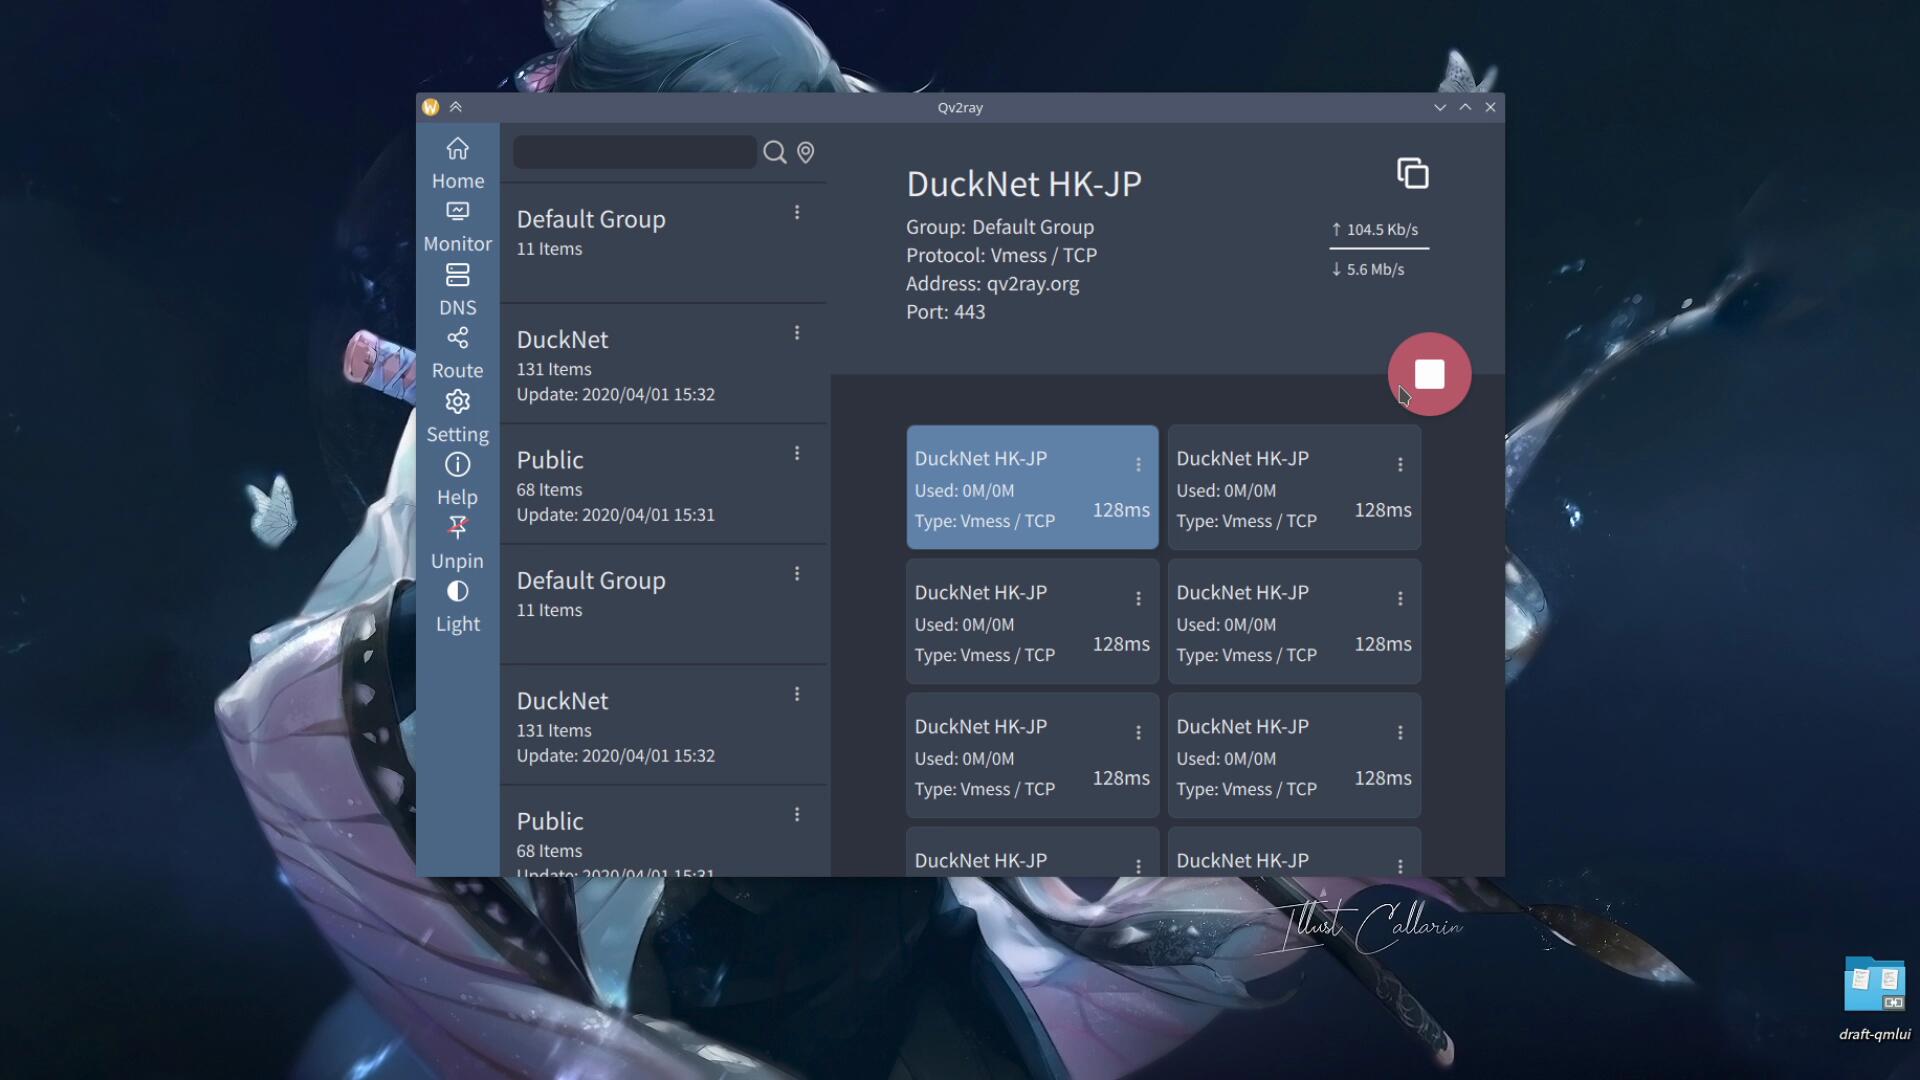 Qv2ray
Home
Monitor
DNS
Route
Setting
Help
Unpin
Light
Default Group
11 Items
DuckNet
131 Items
Update: 2020/04/01 15:32
Public
68 Items
Update: 2020/04/01 15:31
Default Group
11 Items
DuckNet
131 Items
Update: 2020/04/01 15:32
Public
68 Items
Update: 2020/04/01 15:31
DuckNet HK-JP
Group: Default Group
Protocol: Vmess / TCP
Address: qv2ray.org
Port: 443
↑ 104.5 Kb/s
↓ 5.6 Mb/s
DuckNet HK-JP
Used: 0M/0M
Type: Vmess / TCP
128ms
DuckNet HK-JP
Used: 0M/0M
Type: Vmess / TCP
128ms
DuckNet HK-JP
Used: 0M/0M
Type: Vmess / TCP
128ms
DuckNet HK-JP
Used: 0M/0M
Type: Vmess / TCP
128ms
DuckNet HK-JP
Used: 0M/0M
Type: Vmess / TCP
128ms
DuckNet HK-JP
Used: 0M/0M
Type: Vmess / TCP
128ms
DuckNet HK-JP
DuckNet HK-JP
Illust Callarin
draft-qmlui